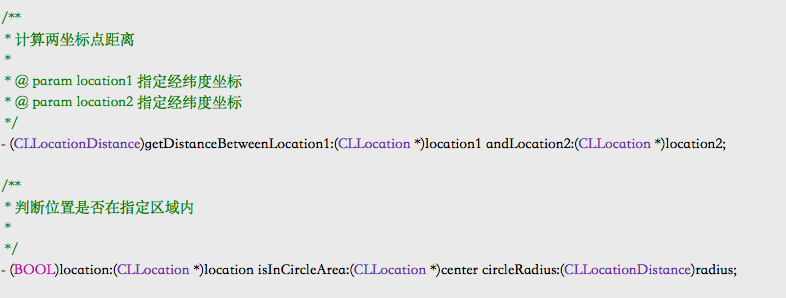 /**
* 计算两坐标点距离
*
* @ param location1 指定经纬度坐标
* @ param location2 指定经纬度坐标
*/
- (CLLocationDistance)getDistanceBetweenLocation1:(CLLocation *)location1 andLocation2:(CLLocation *)location2;
/**
* 判断位置是否在指定区域内
*
*/
- (BOOL)location:(CLLocation *)location isInCircleArea:(CLLocation *)center circleRadius:(CLLocationDistance)radius;